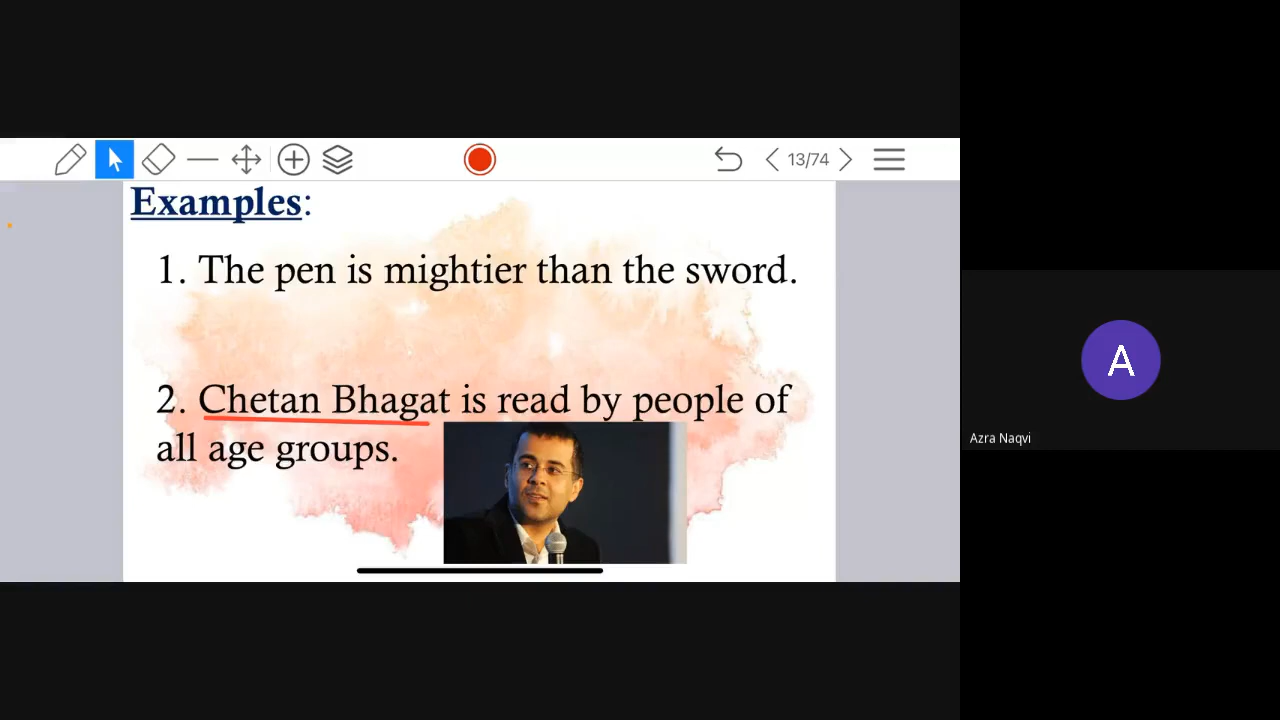 13/74
Examples:
1. The pen is mightier than the sword.
2. Chetan Bhagat is read by people of
all age groups.
A
Azra Naqvi